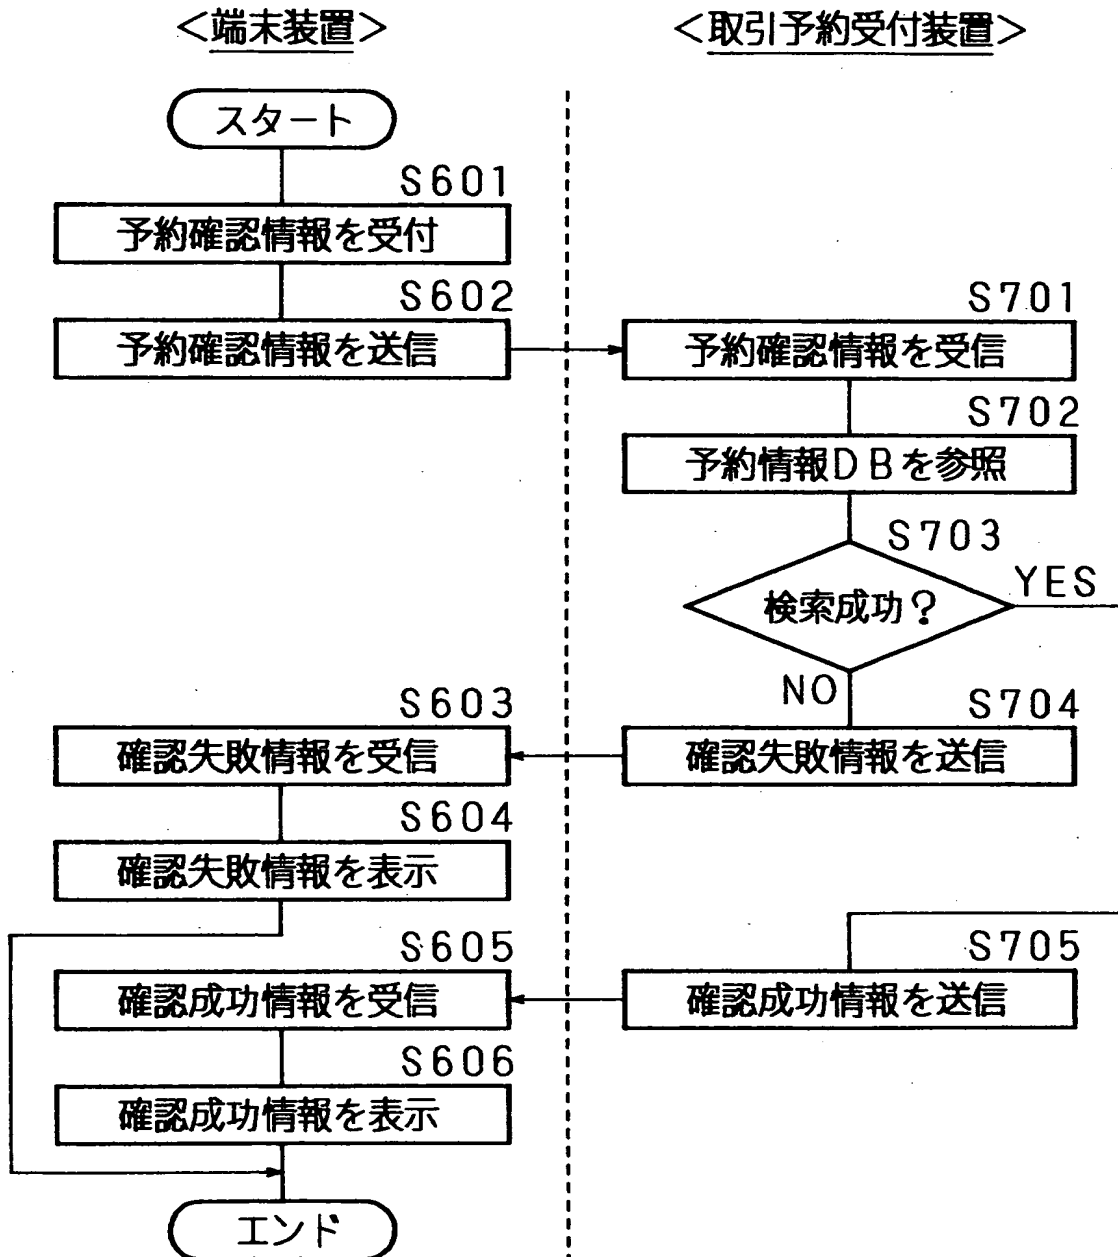 <端末装置>
<取引予約受付装置>
スタート
S601
予約確認情報を受付
S602
予約確認情報を送信
S701
予約確認情報を受信
S702
予約情報DBを参照
S703
検索成功?
YES
NO
S704
確認失敗情報を送信
S603
確認失敗情報を受信
S604
確認失敗情報を表示
S705
確認成功情報を送信
S605
確認成功情報を受信
S606
確認成功情報を表示
エンド